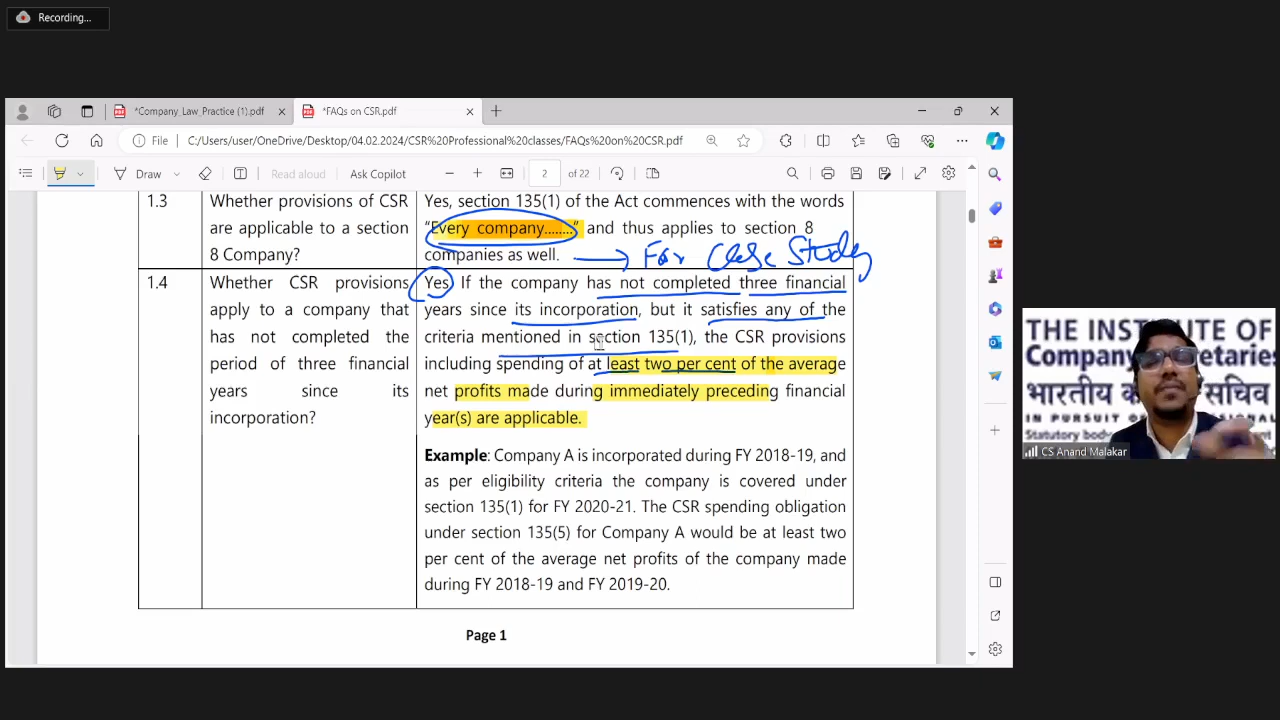 Recording...
*Company_Law_Practice (1).pdf
*FAQs on CSR.pdf
File
C:/Users/user/OneDrive/Desktop/04.02.2024/CSR%20Professional%20classes/FAQs%20on%20CSR.pdf
Draw
Read aloud
Ask Copilot
2
of 22
1.3
Whether provisions of CSR
are applicable to a section
8 Company?
Yes, section 135(1) of the Act commences with the words
“Every company........” and thus applies to section 8
companies as well.
For Case Study
1.4
Whether CSR provisions
apply to a company that
has not completed the
period of three financial
years since its
incorporation?
Yes. If the company has not completed three financial
years since its incorporation, but it satisfies any of the
criteria mentioned in section 135(1), the CSR provisions
including spending of at least two per cent of the average
net profits made during immediately preceding financial
year(s) are applicable.
Example: Company A is incorporated during FY 2018-19, and
as per eligibility criteria the company is covered under
section 135(1) for FY 2020-21. The CSR spending obligation
under section 135(5) for Company A would be at least two
per cent of the average net profits of the company made
during FY 2018-19 and FY 2019-20.
Page 1
THE INSTITUTE OF
Company Secretaries
भारतीय
सचिव
IN PURSUIT OF
Statutory body
CS Anand Malakar